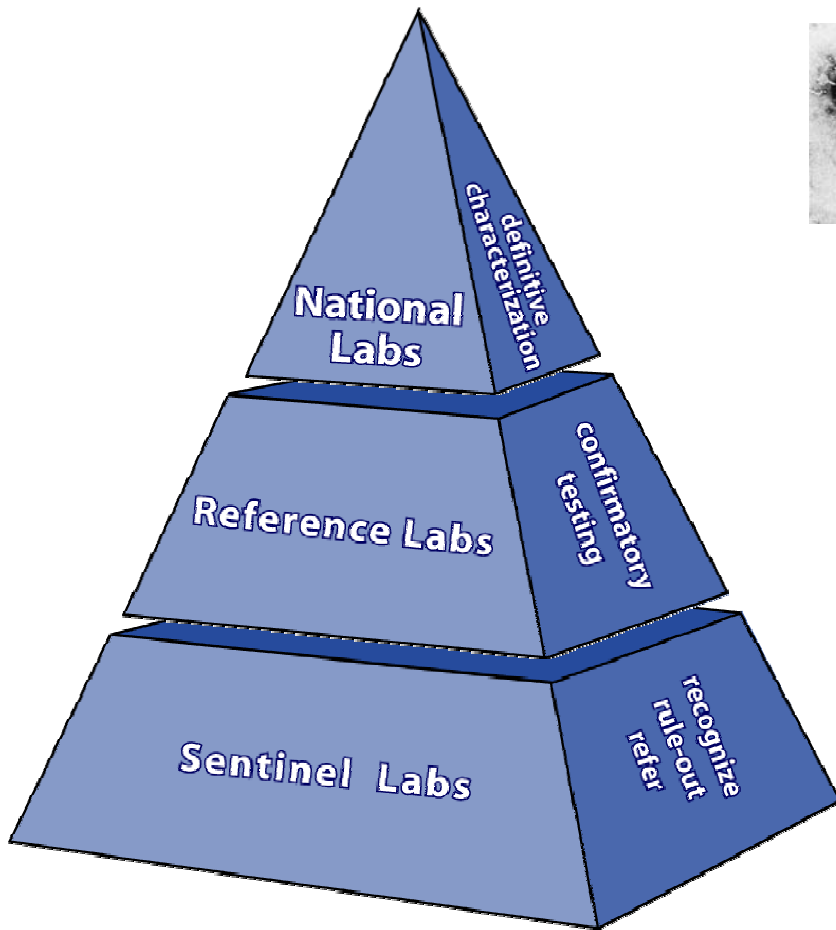 National
Labs
definitive
characterization
Reference Labs
confirmatory
testing
Sentinel Labs
recognize
rule-out
refer